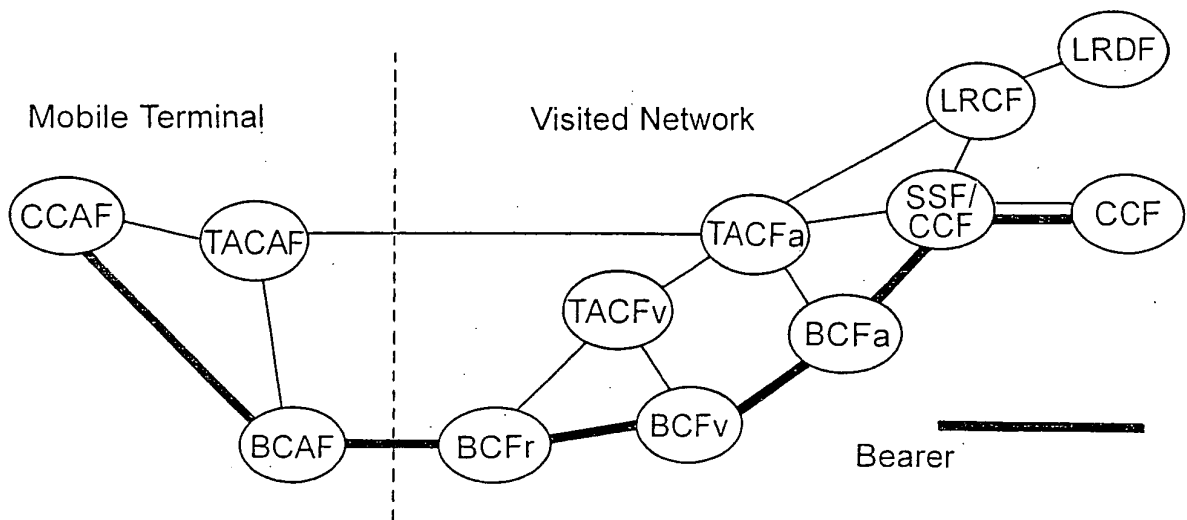 LRDF
LRCF
Mobile Terminal
Visited Network
CCAF
TACAF
TACFa
SSF/
CCF
CCF
TACFv
BCFa
BCAF
BCFr
BCFv
Bearer